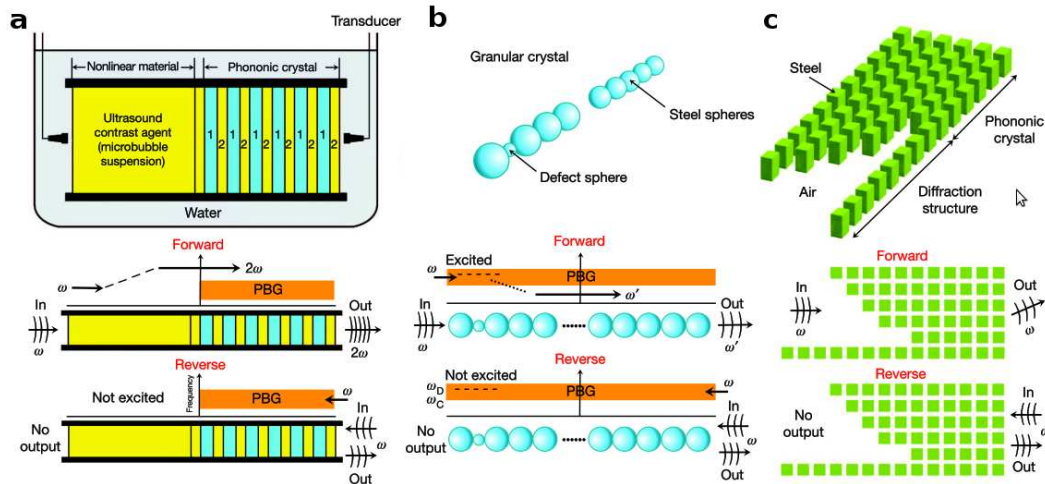 a
Transducer
Nonlinear material
Phononic crystal
Ultrasound
contrast agent
(microbubble
suspension)
1 1 1 1 1 1
2 2 2 2 2 2
Water
Forward
ω
2ω
PBG
In
Out
ω
2ω
Reverse
Not excited
Frequency
PBG
ω
In
No
output
ω
Out
b
Granular crystal
Steel spheres
Defect sphere
Forward
Excited
ω
PBG
ω′
In
Out
ω
ω′
Reverse
Not excited
ωD
ωC
PBG
ω
In
No
output
ω
Out
c
Steel
Phononic
crystal
Air
Diffraction
structure
Forward
In
Out
ω
ω
Reverse
In
No
output
ω
Out